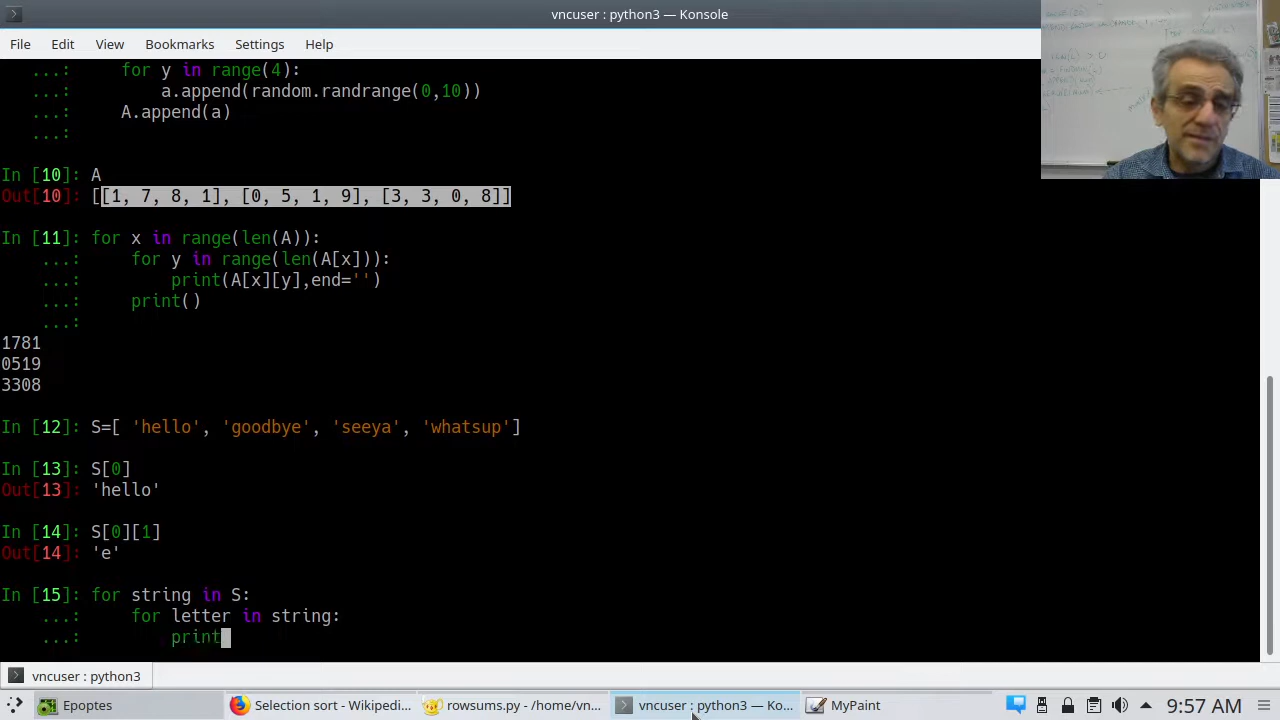 vncuser : python3 — Konsole
File Edit View Bookmarks Settings Help
...: for y in range(4):
...: a.append(random.randrange(0,10))
...: A.append(a)
...:
In [10]: A
Out[10]: [[1, 7, 8, 1], [0, 5, 1, 9], [3, 3, 0, 8]]
In [11]: for x in range(len(A)):
...: for y in range(len(A[x])):
...: print(A[x][y],end='')
...: print()
...:
1781
0519
3308
In [12]: S=[ 'hello', 'goodbye', 'seeya', 'whatsup']
In [13]: S[0]
Out[13]: 'hello'
In [14]: S[0][1]
Out[14]: 'e'
In [15]: for string in S:
...: for letter in string:
...: print
vncuser : python3
Epoptes Selection sort - Wikipedi... rowsums.py - /home/vn... vncuser : python3 — Ko... MyPaint 9:57 AM